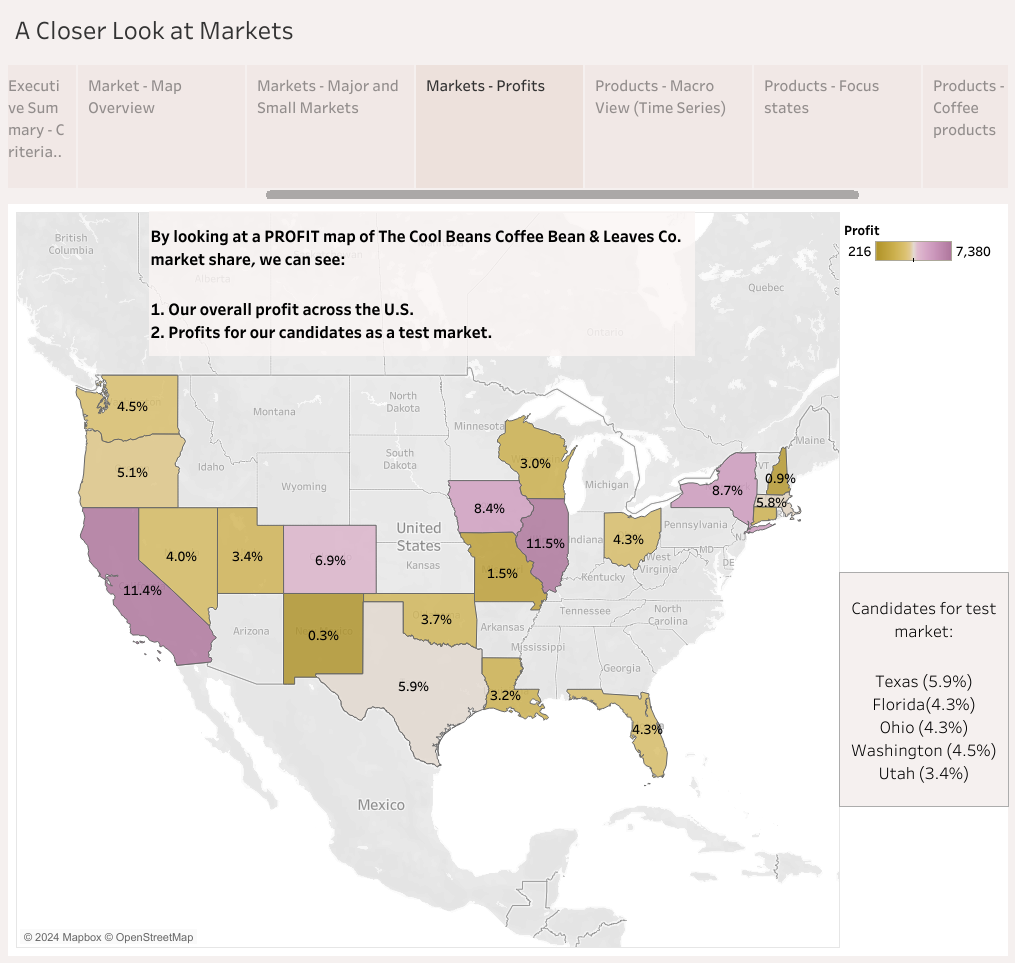 A Closer Look at Markets
Executi
ve Sum
mary - C
riteria..
Market - Map
Overview
Markets - Major and
Small Markets
Markets - Profits
Products - Macro
View (Time Series)
Products - Focus
states
Products -
Coffee
products
By looking at a PROFIT map of The Cool Beans Coffee Bean & Leaves Co.
market share, we can see:
1. Our overall profit across the U.S.
2. Profits for our candidates as a test market.
Profit
216
7,380
British
Columbia
Alberta
Ontario
Quebec
4.5%
Montana
North
Dakota
Minnesota
Maine
5.1%
Idaho
South
Dakota
3.0%
Michigan
VT
0.9%
Wyoming
8.4%
8.7%
5.8%
United
States
Pennsylvania
NJ
11.5%
Indiana
4.3%
MD
DE
4.0%
3.4%
6.9%
Kansas
1.5%
West
Virginia
Kentucky
11.4%
Arizona
0.3%
3.7%
Arkansas
Tennessee
North
Carolina
Mississippi
Georgia
5.9%
3.2%
4.3%
Mexico
Candidates for test
market:
Texas (5.9%)
Florida(4.3%)
Ohio (4.3%)
Washington (4.5%)
Utah (3.4%)
© 2024 Mapbox © OpenStreetMap